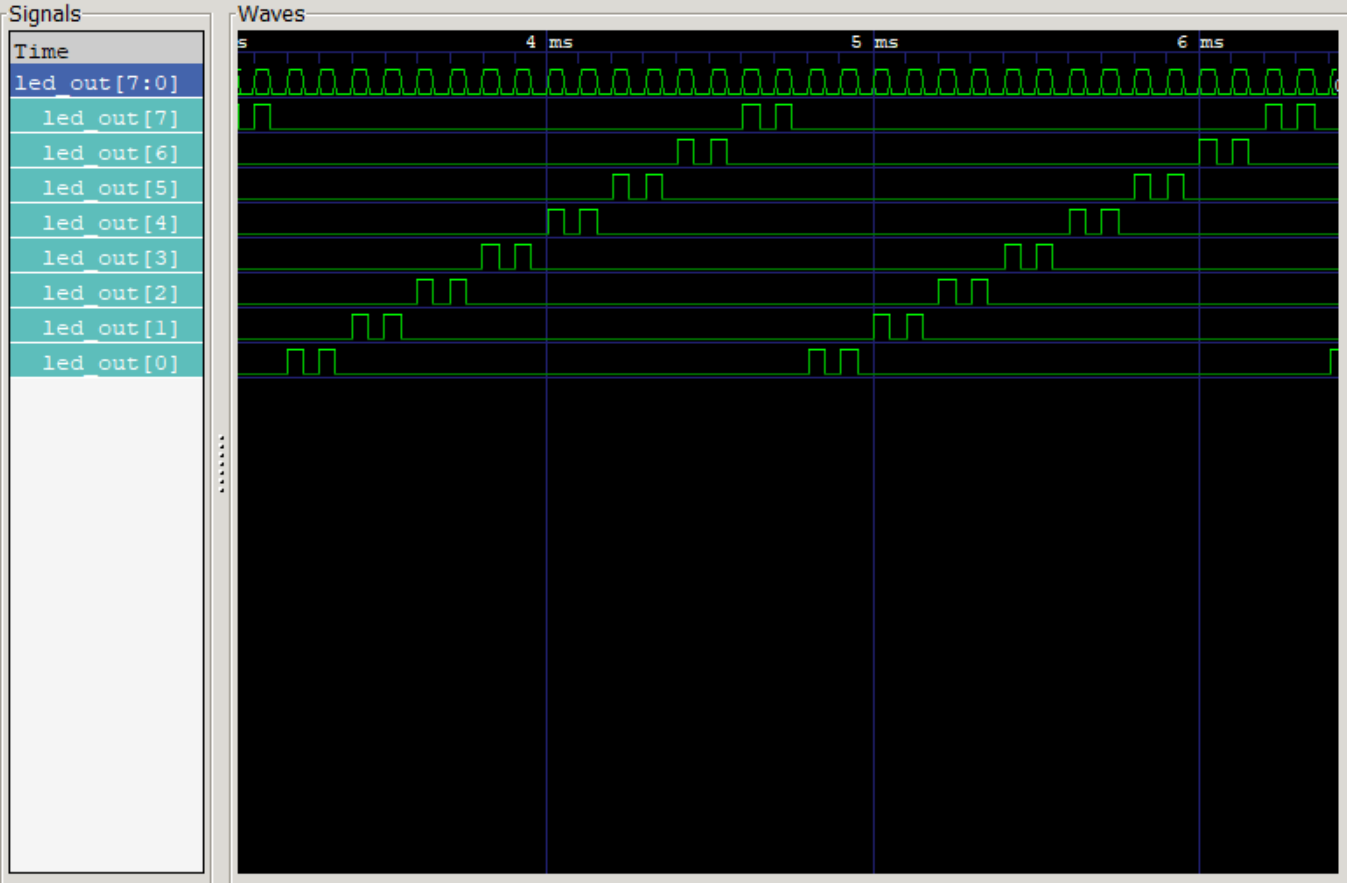 Signals
Waves
Time
s
4 ms
5 ms
6 ms
led_out[7:0]
led_out[7]
led_out[6]
led_out[5]
led_out[4]
led_out[3]
led_out[2]
led_out[1]
led_out[0]